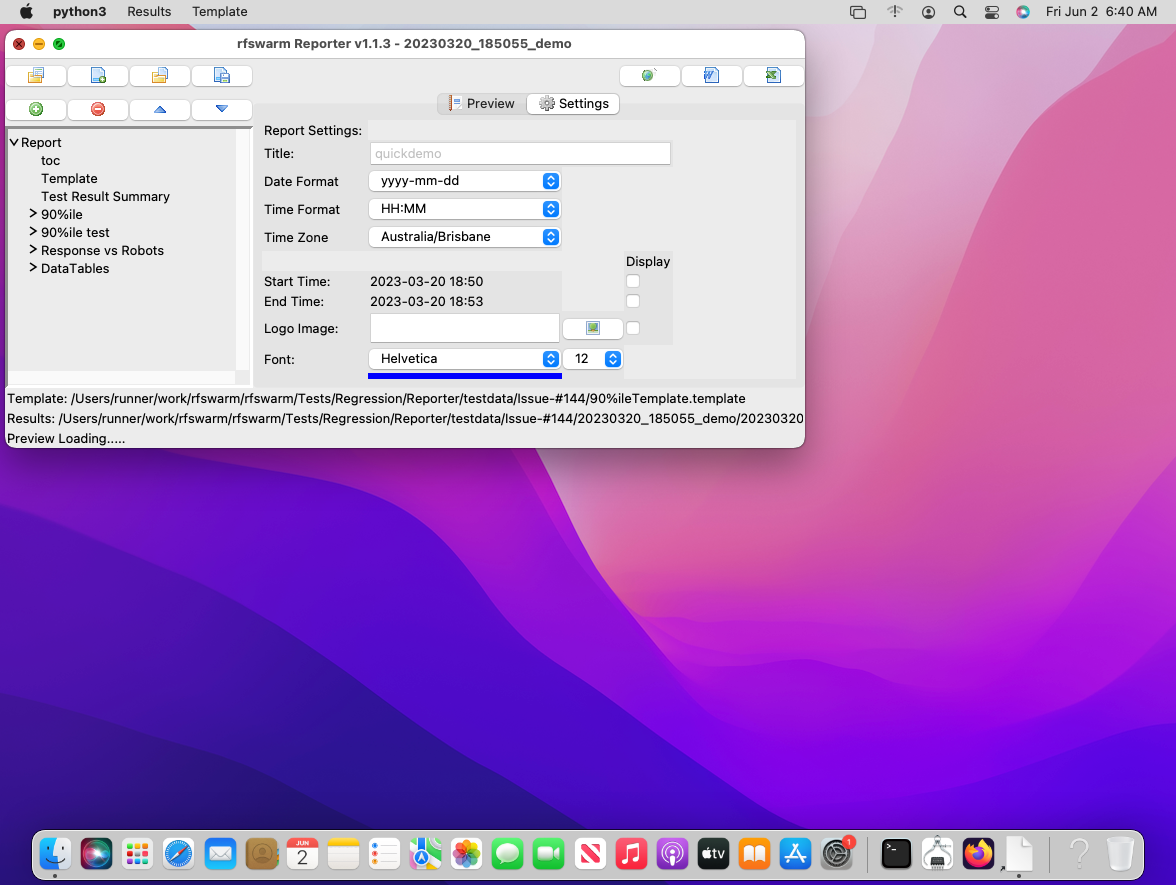 python3 Results Template Fri Jun 2 6:40 AM
rfswarm Reporter v1.1.3 - 20230320_185055_demo
Preview Settings
Report
toc
Template
Test Result Summary
90%ile
90%ile test
Response vs Robots
DataTables
Report Settings:
Title: quickdemo
Date Format yyyy-mm-dd
Time Format HH:MM
Time Zone Australia/Brisbane
Display
Start Time: 2023-03-20 18:50
End Time: 2023-03-20 18:53
Logo Image:
Font: Helvetica 12
Template: /Users/runner/work/rfswarm/rfswarm/Tests/Regression/Reporter/testdata/Issue-#144/90%ileTemplate.template
Results: /Users/runner/work/rfswarm/rfswarm/Tests/Regression/Reporter/testdata/Issue-#144/20230320_185055_demo/20230320
Preview Loading.....
JUN
2
tv
1